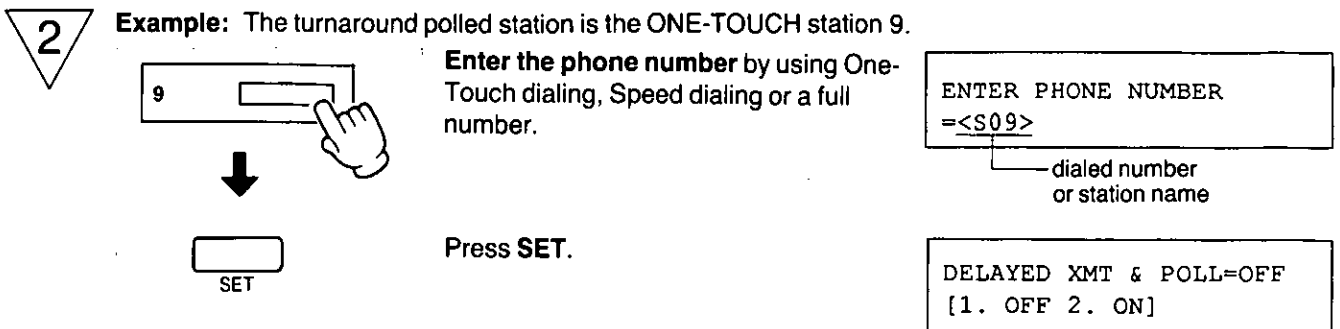 2
Example: The turnaround polled station is the ONE-TOUCH station 9.
9
Enter the phone number by using One-
Touch dialing, Speed dialing or a full
number.
ENTER PHONE NUMBER
=<S09>
dialed number
or station name
SET
Press SET.
DELAYED XMT & POLL=OFF
[1. OFF 2. ON]